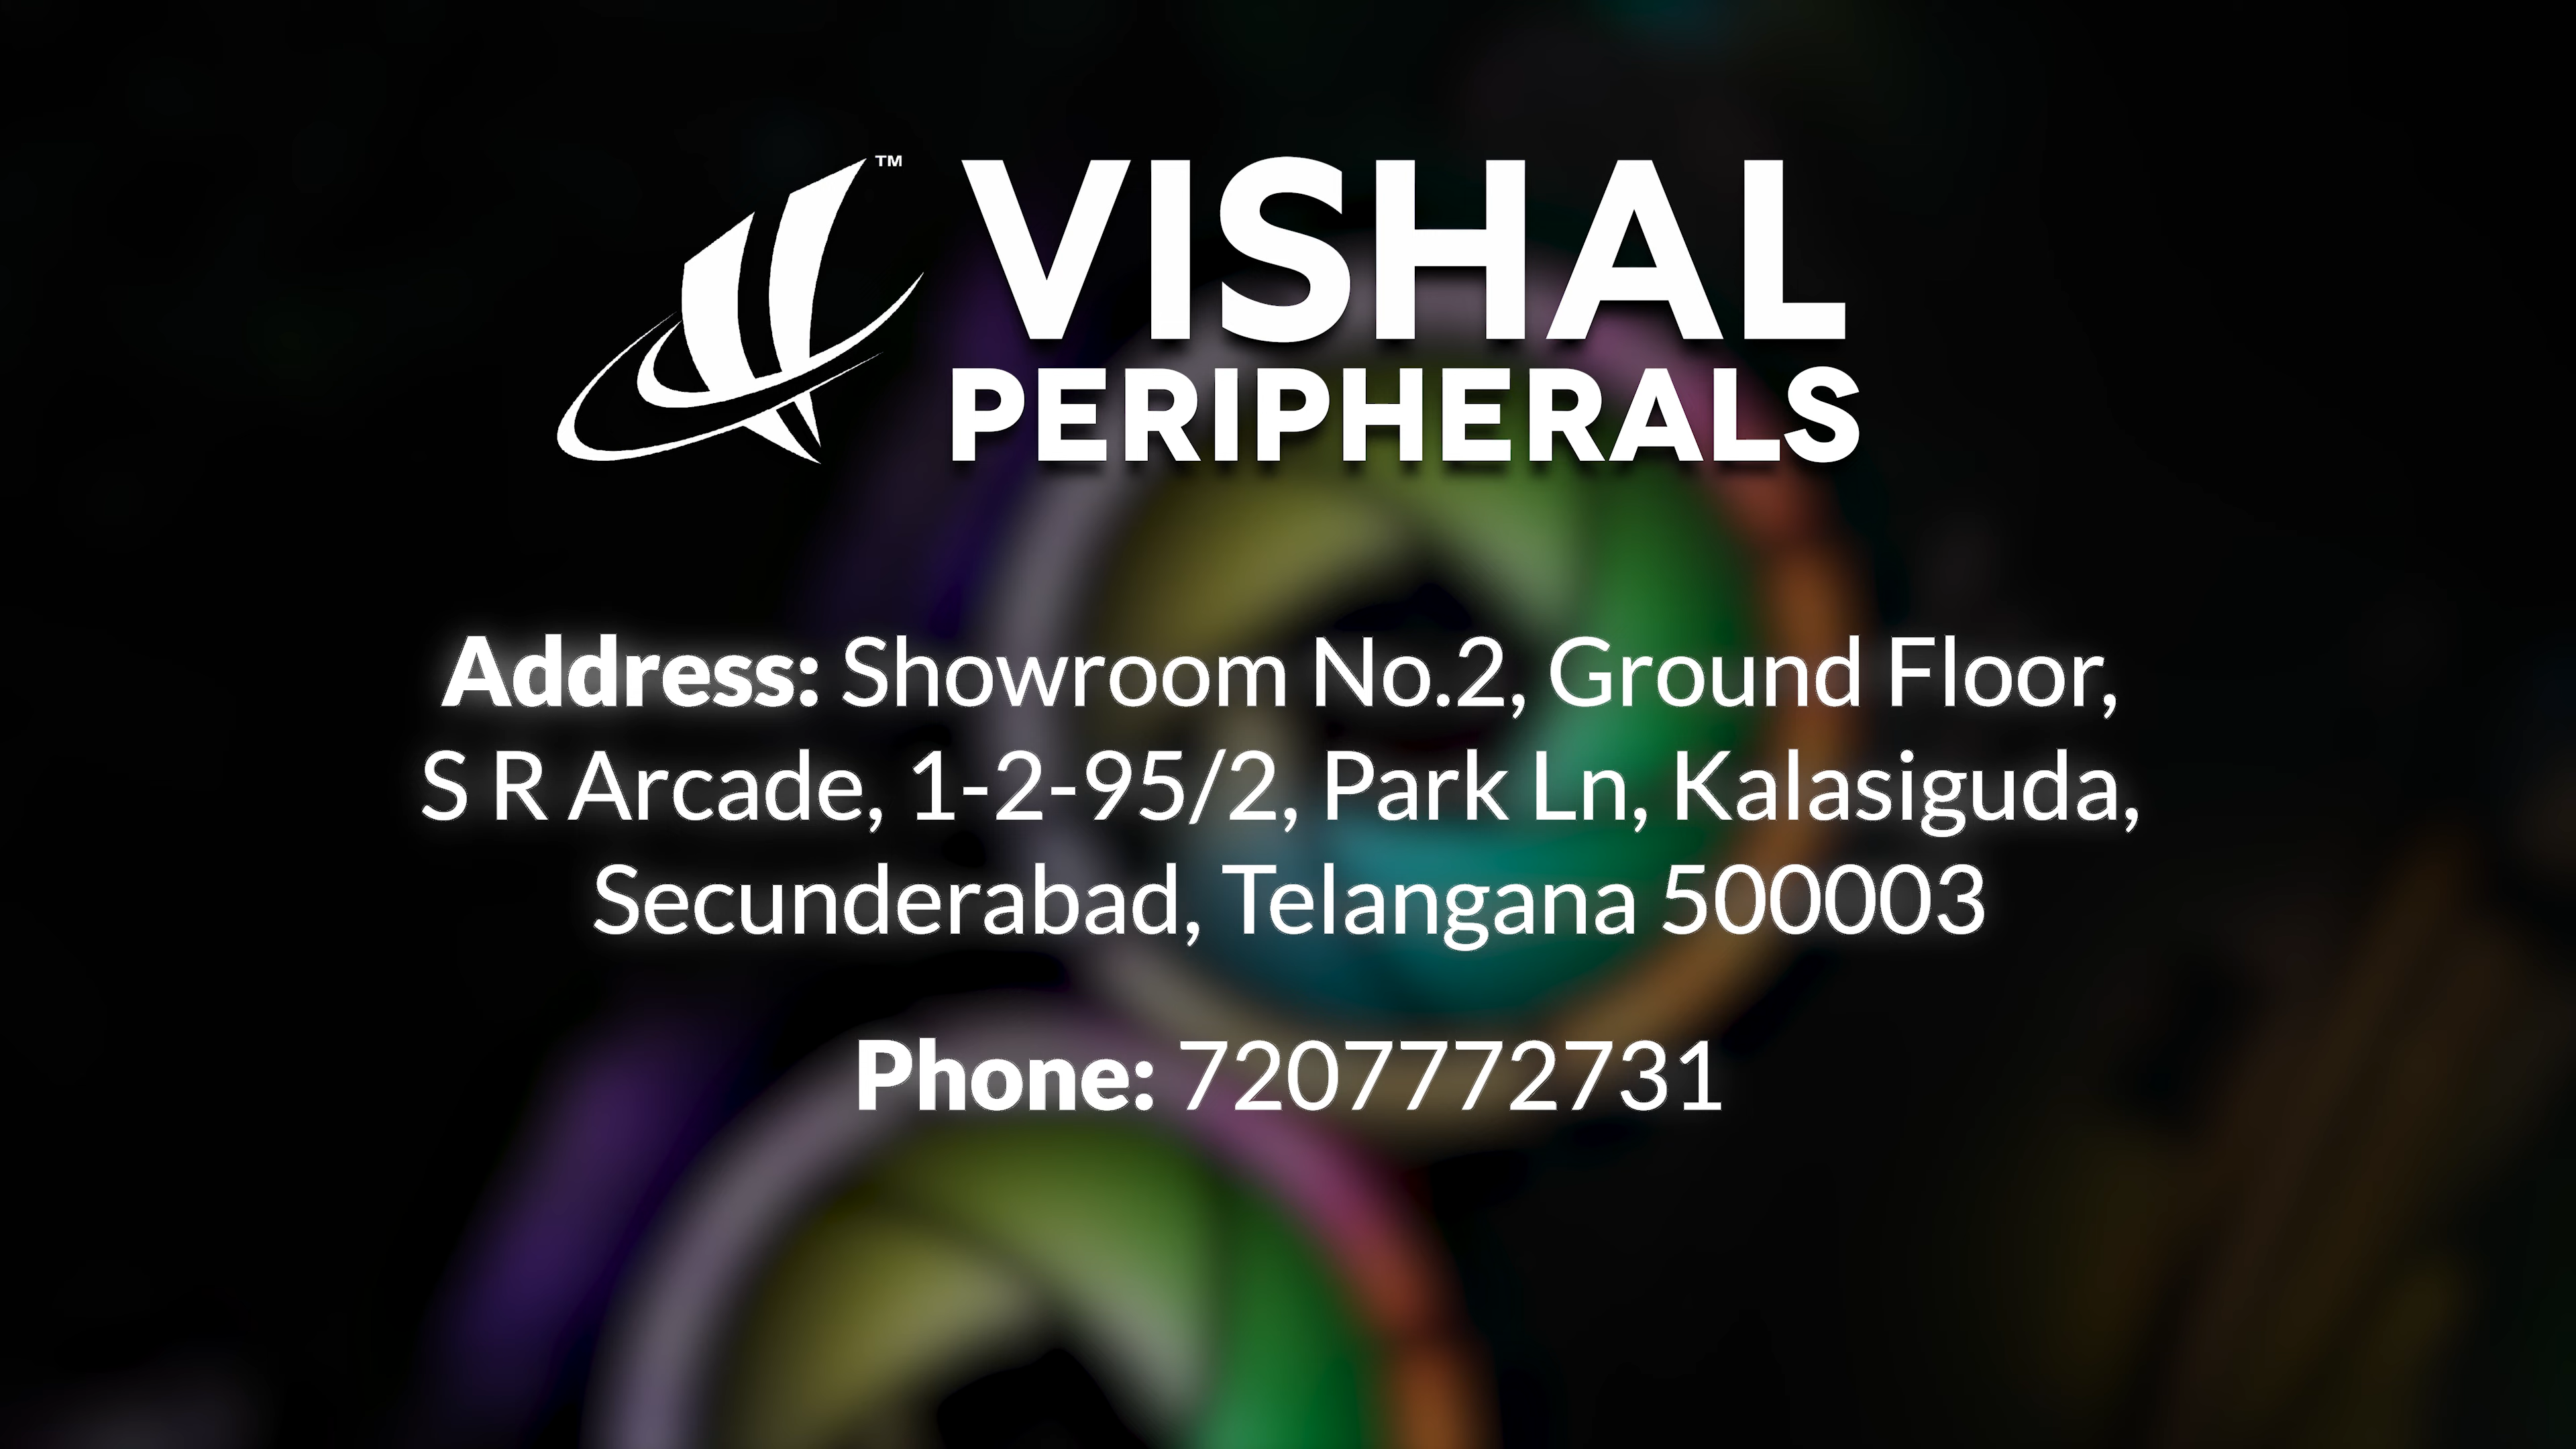 ™ VISHAL
PERIPHERALS
Address: Showroom No.2, Ground Floor,
S R Arcade, 1-2-95/2, Park Ln, Kalasiguda,
Secunderabad, Telangana 500003
Phone: 7207772731